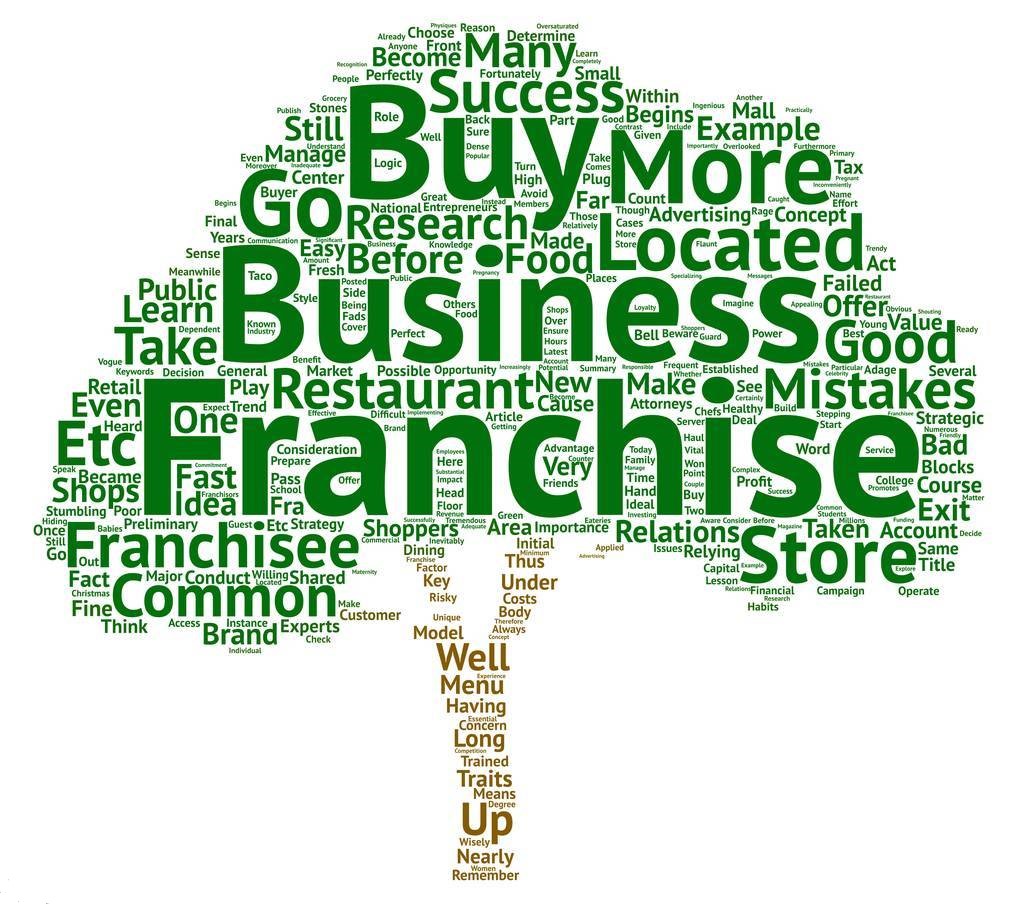 Physiques
Already Choose Reason Oversaturated
Anyone Front Many Determine
Become Learn
Completely
Recognition
People Perfectly Fortunately Small
Success
Grocery
Publish Stones
Buy
Role
Back Part Good
Within
Another
Ingenious
Begins Mall Practically
Contrast Include
Still
Understand
Well Sure
Dense
Popular
Given Example
Importantly Overlooked Furthermore
Even Manage
Moreover Inadequate
Logic
Turn
High
Take
Comes
Plug
More
Primary
Tax
Pregnant
Inconveniently
Center
Go
Buyer
Great
Instead
Avoid
Members
Far Count
Caught
Name
Effort
Begins
Final
National Entrepreneurs
Those
Relatively
Though
Cases
Advertising Rage Concept
Research
Years Communication Significant
Easy
Business Knowledge
Made
More
Store
Located
Flaunt
Trendy
Sense
Amount
Fresh
Before
Food
Act
Meanwhile
Taco
Public Pregnancy
Places
Specializing Messages
Failed
Public
Learn
Business
Style
Posted
Side
Being
Fads
Cover
Others
Food
Shops
Over
Ensure
Hours
Latest
Account
Potential
Loyalty
Imagine
Appealing
Offer
Restaurant
Obvious Shouting
Known
Industry
Dependent
Take
Perfect
Bell Beware
Shoppers
Guard
Power
Best
Young Value Ready
Good
Vogue
Keywords Decision General
Benefit
Market Possible Opportunity Increasingly
Many
Summary Responsible
Frequent
Whether
Established
Mistakes
Particular
Celebrity
Adage Several
Retail Play Restaurant New
Become
Make
See
Certainly
Mistakes
Even
Expect Trend
Effective Difficult Implementing
Cause
Attorneys
Chefs Healthy Build
Stepping
Franchisee
Strategic
Heard One
Brand
Article
Getting
Server
Deal
Start
Numerous
Friendly
Etc
Franchise
Consideration
Prepare
Employees
Here
Substantial
Impact
Advantage
Counter
Very
Friends
Today
Family
Manage
Time
Hand
Ideal
Investing
Haul
Vital
Won
Point
Couple
Buy
Two
Complex
Profit
Success
Word Service
Bad
Speak
Became
Commitment
Fast
Pass
School
Offer
College
Promotes
Blocks
Course
Shops
Franchisors
Idea
Fra
Head
Floor
Revenue
Matter
Exit
Stumbling Poor
Green
Common
Students
Hiding
Once Babies Preliminary Guest Etc Strategy
Successfully Tremendous Adequate
Shoppers Area Importance
Eateries
Relations
Aware Consider Before
Magazine
Taken
Millions Funding
Account Decide
Still
Go
Out
Franchisee
Commercial Inevitably
Dining
Franchise
Initial
Minimum
Applied
Advertising
Issues Relying
Store
Same
Title
Fact
Major Conduct Willing
Located
Shared
Maternity
Factor
Key
Thus
Under
Capital Example
Lesson
Explore
Christmas
Fine
Common
Make
Customer
Risky
Costs
Body
Relations Financial
Research
Habits
Campaign Operate
Think Access Instance Experts
Unique
Therefore
Always
Brand Check
Model
Concept
Individual
Well
Experience
Menu
Having
Essential
Concern
Long
Competition
Trained
Traits
Means
Degree
Up
Wisely
Nearly
Women
Remember